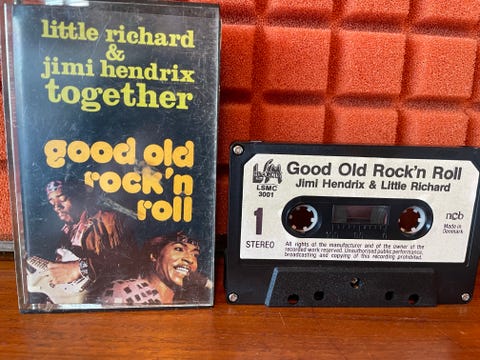 little richard
&
jimi hendrix
together
good old
rock'n
roll
LSMC
3001
Good Old Rock'n Roll
Jimi Hendrix & Little Richard
1
STEREO
ncb
Made in
Denmark
All rights of the manufacturer and of the owner of the
recorded work reserved. Unauthorised public performance,
broadcasting and copying of this recording prohibited.